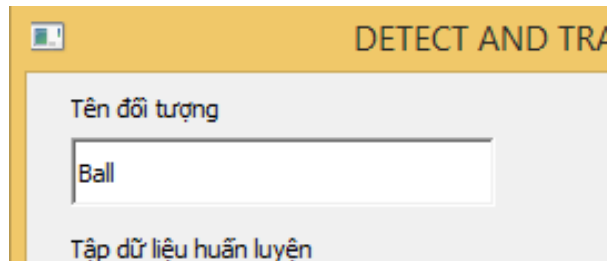 DETECT AND TRA
Tên đối tượng
Ball
Tập dữ liệu huấn luyện